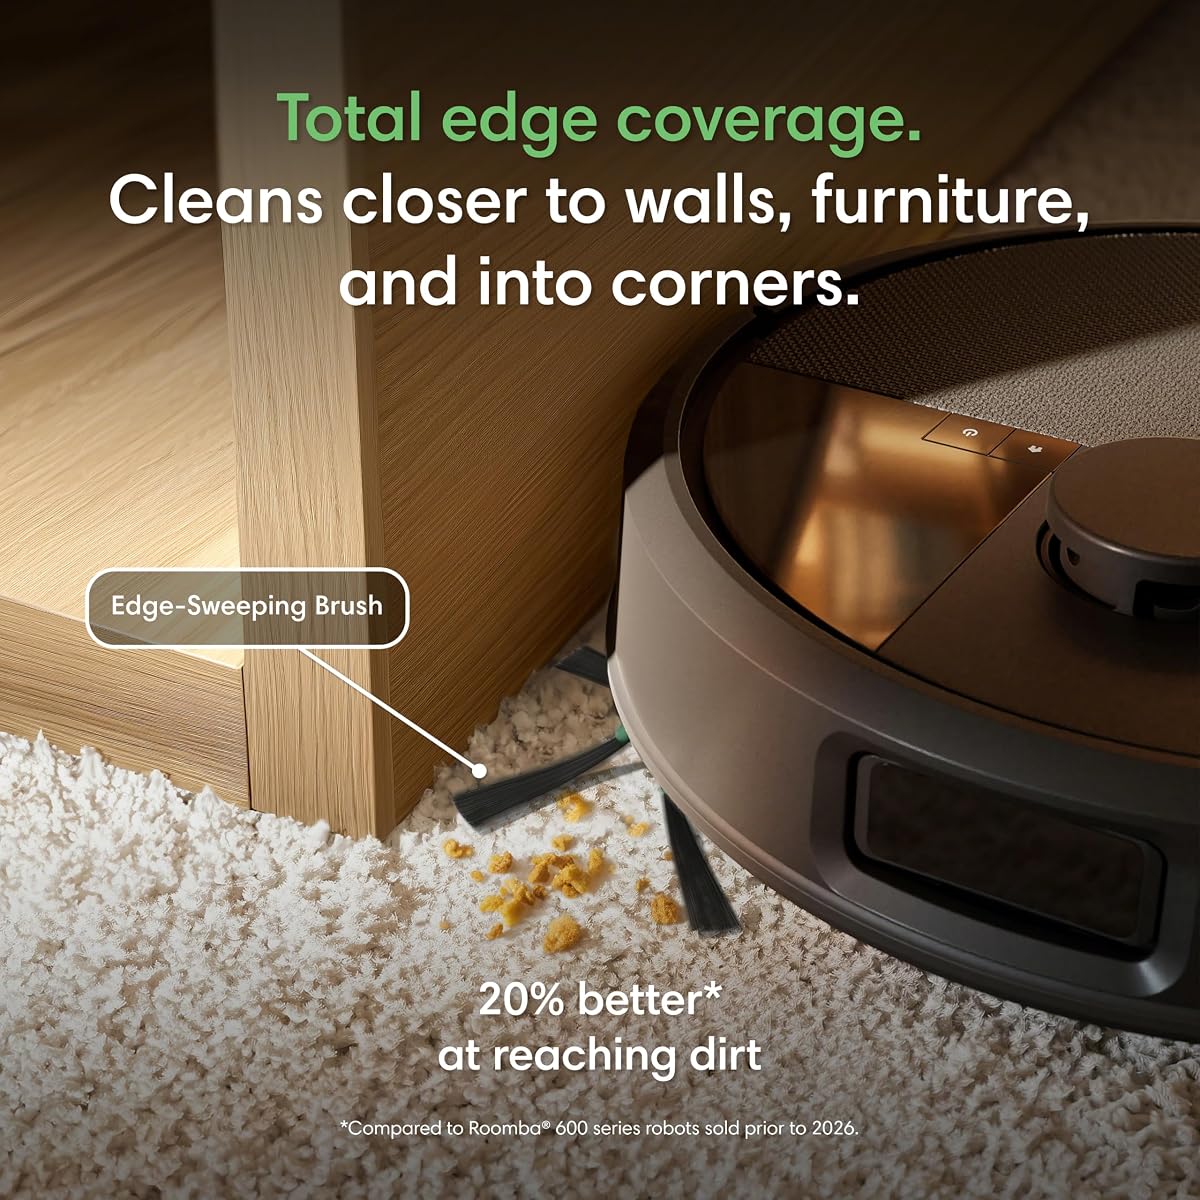 Total edge coverage.
Cleans closer to walls, furniture,
and into corners.
Edge-Sweeping Brush
20% better*
at reaching dirt
*Compared to Roomba® 600 series robots sold prior to 2026.